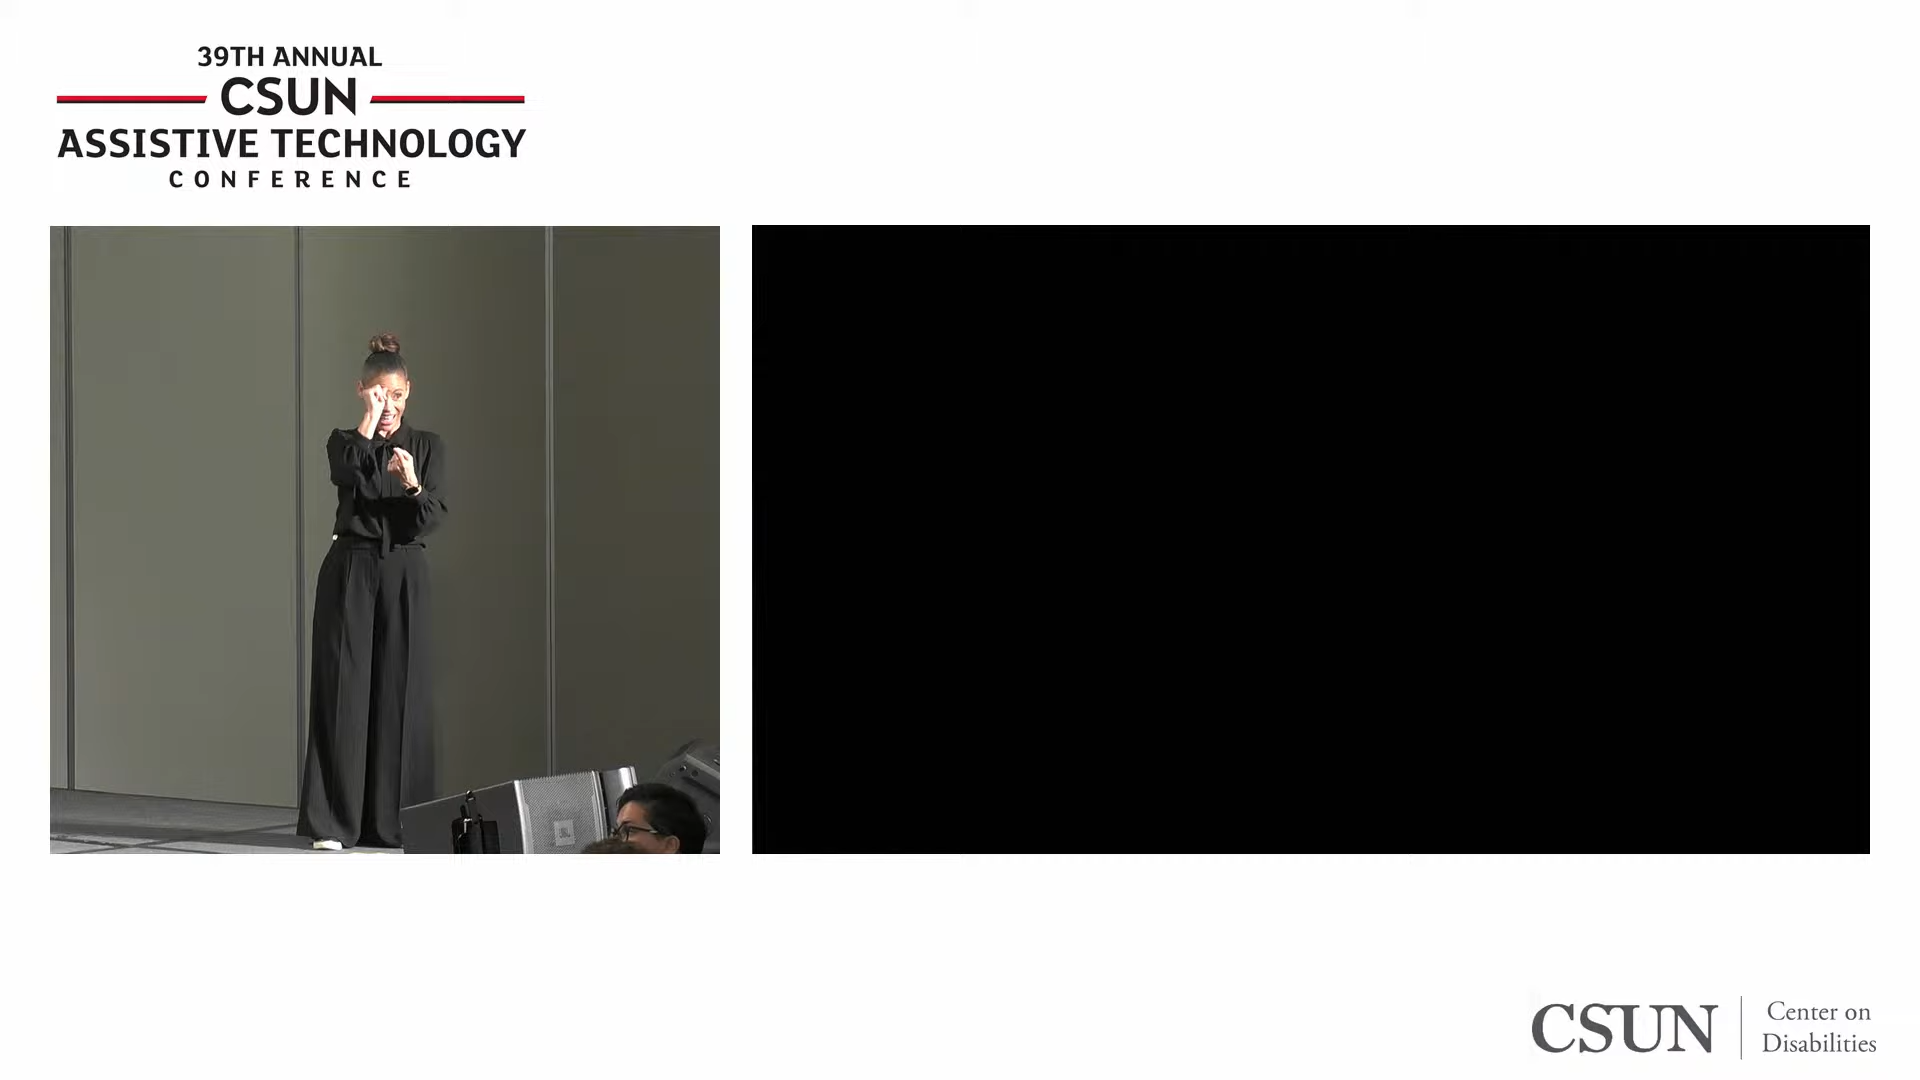 39TH ANNUAL
CSUN
ASSISTIVE TECHNOLOGY
CONFERENCE
CSUN
Center on
Disabilities